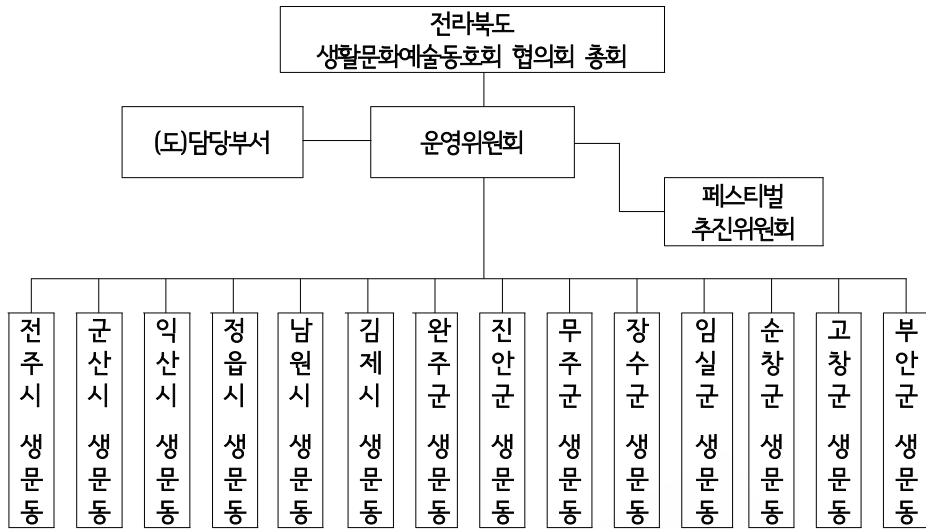 전라북도
생활문화예술동호회 협의회 총회
(도)담당부서
운영위원회
페스티벌
추진위원회
전주시 생문동
군산시 생문동
익산시 생문동
정읍시 생문동
남원시 생문동
김제시 생문동
완주군 생문동
진안군 생문동
무주군 생문동
장수군 생문동
임실군 생문동
순창군 생문동
고창군 생문동
부안군 생문동